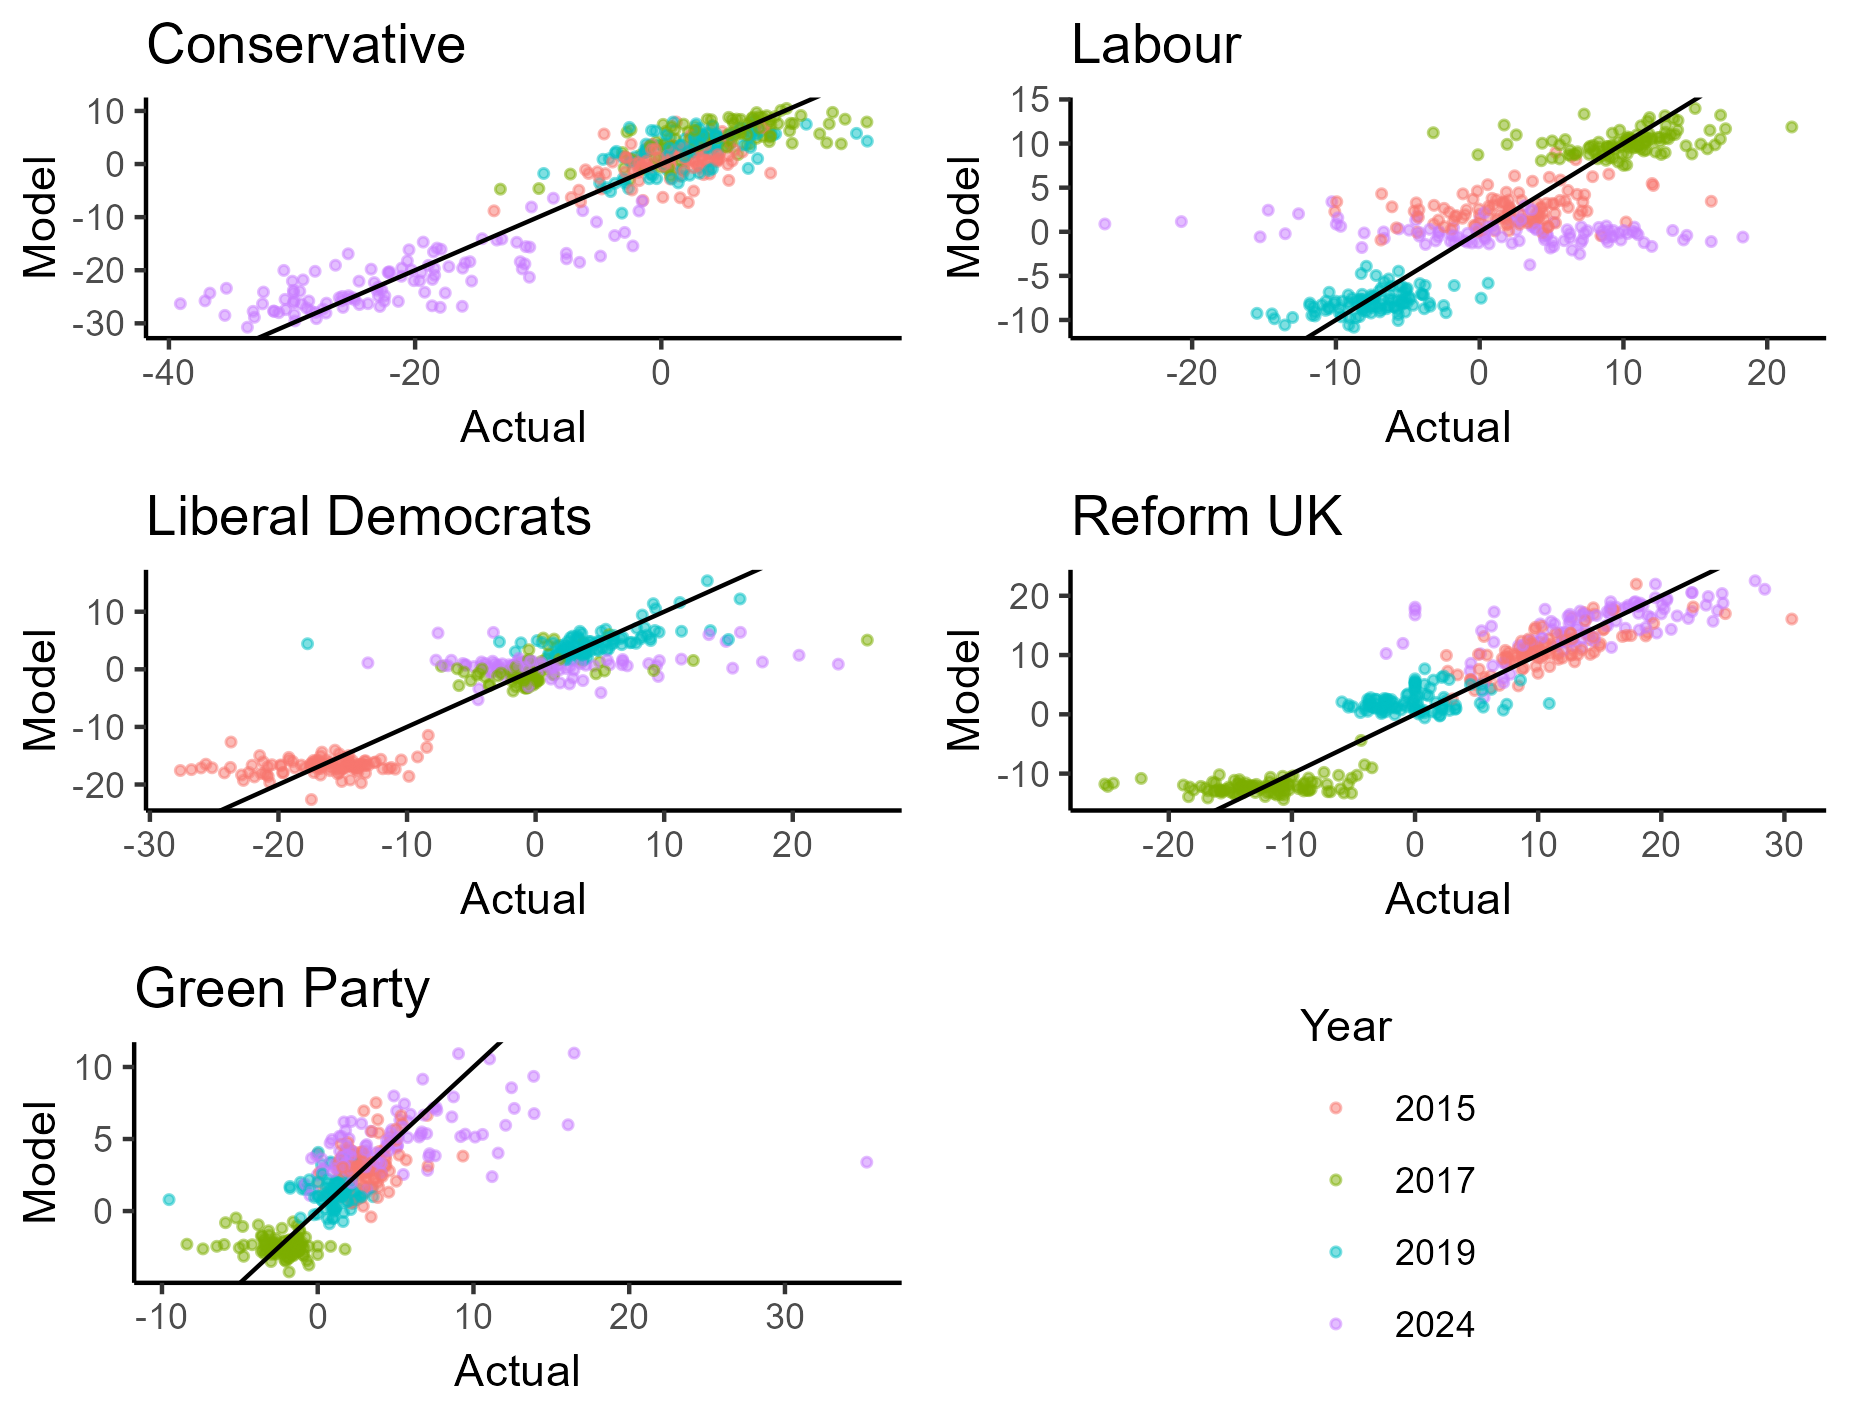 Conservative
Model
10
0
-10
-20
-30
-40 -20 0
Actual
Labour
Model
15
10
5
0
-5
-10
-20 -10 0 10 20
Actual
Liberal Democrats
Model
10
0
-10
-20
-30 -20 -10 0 10 20
Actual
Reform UK
Model
20
10
0
-10
-20 -10 0 10 20 30
Actual
Green Party
Model
10
5
0
-10 0 10 20 30
Actual
Year
2015
2017
2019
2024